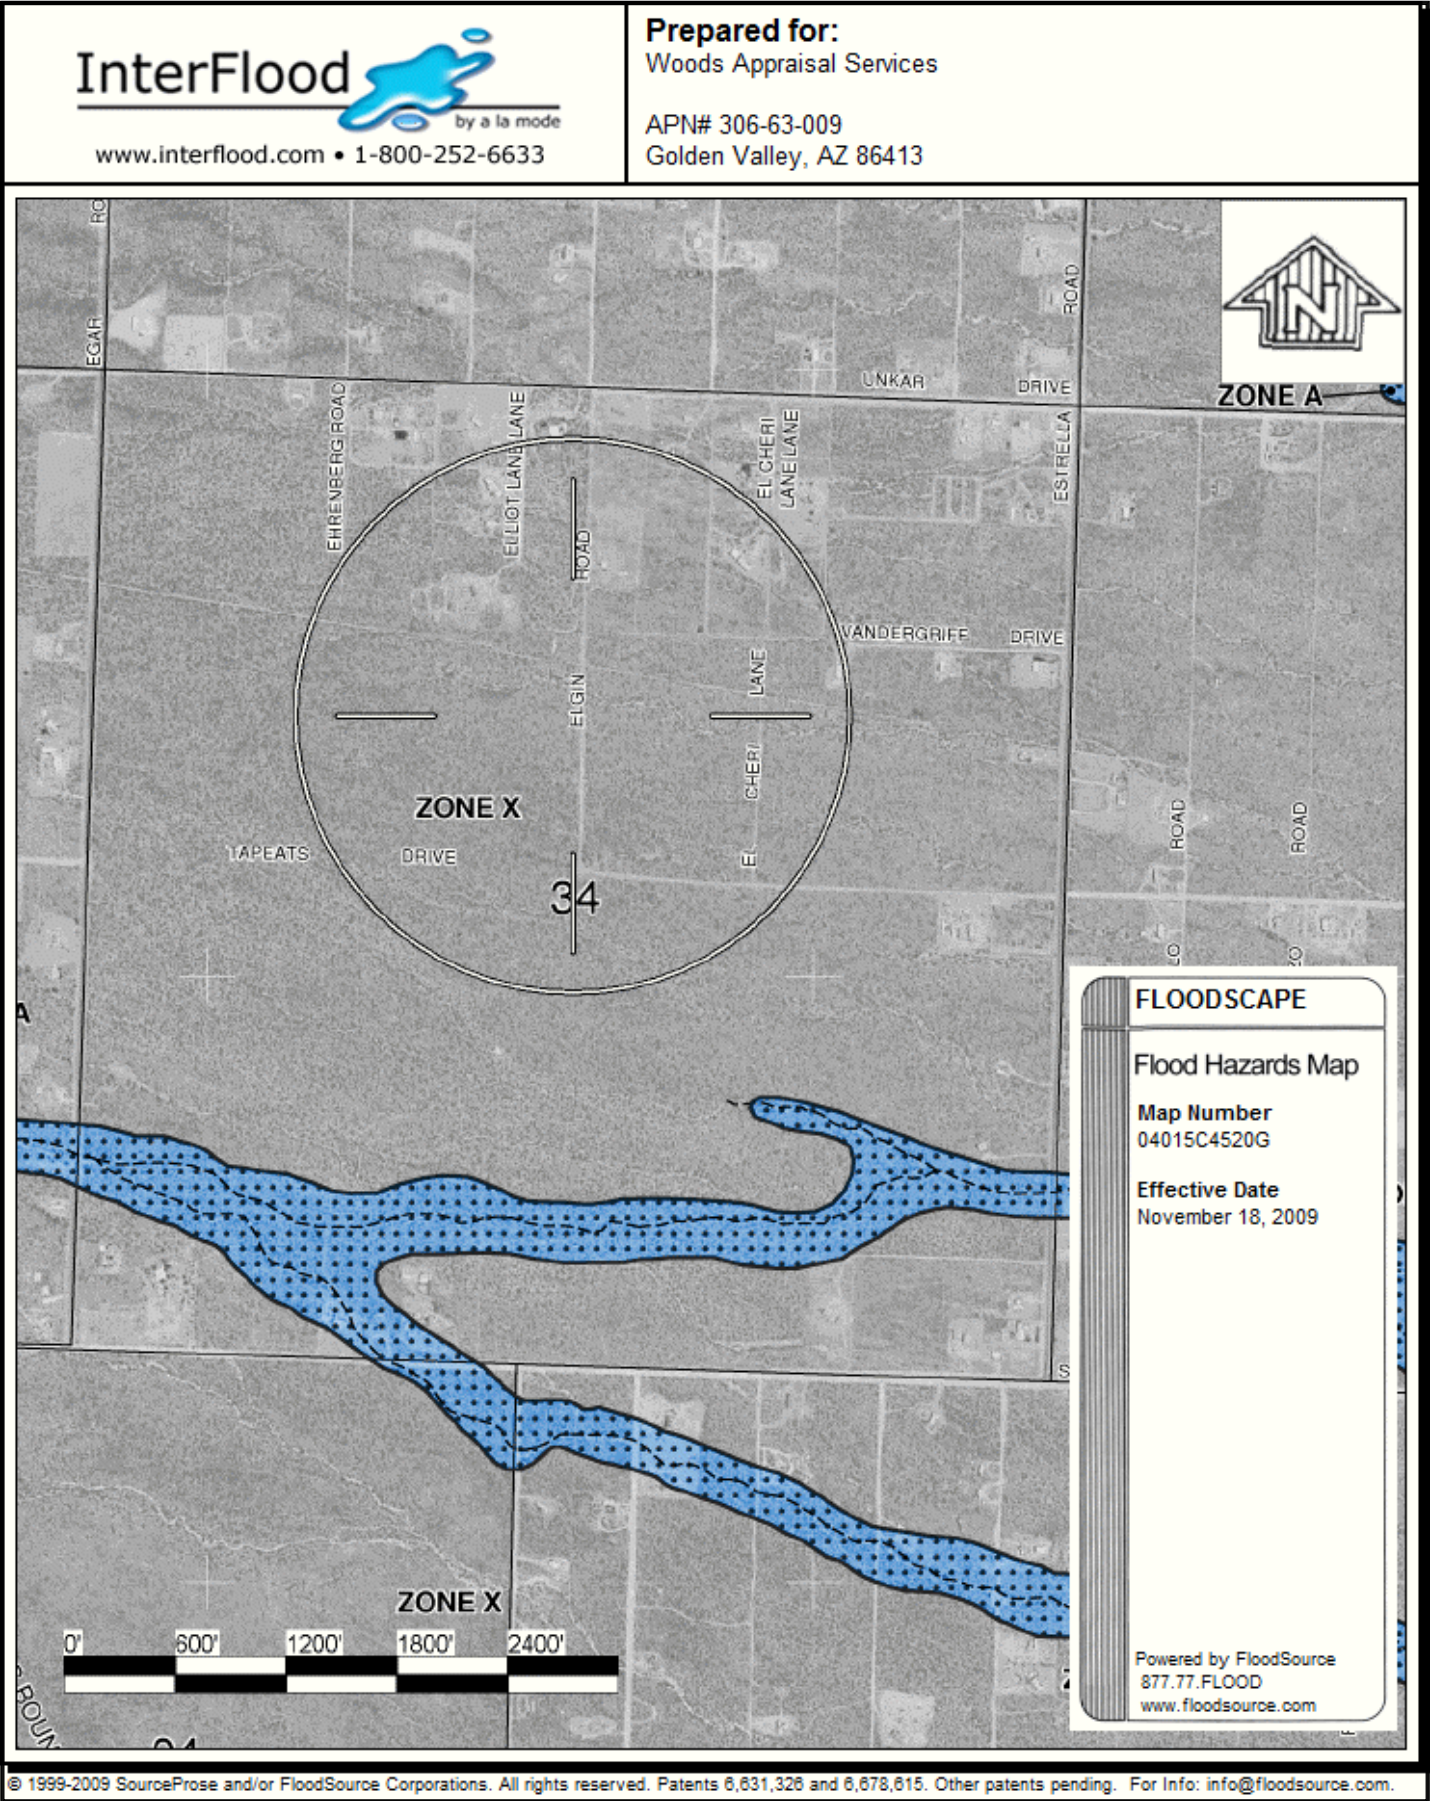 InterFlood
by a la mode
www.interflood.com • 1-800-252-6633
Prepared for:
Woods Appraisal Services
APN# 306-63-009
Golden Valley, AZ 86413
RO
EGAR
ROAD
N
UNKAR DRIVE
ZONE A
EHRENBERG ROAD
ELLIOT LANE LANE
EL CHERI
LANE LANE
ESTRELLA
ROAD
VANDERGRIFF DRIVE
ELGIN
LANE
CHERI
EL
ZONE X
TAPEATS DRIVE
34
ROAD
ROAD
LO
ZO
A
FLOODSCAPE
Flood Hazards Map
Map Number
04015C4520G
Effective Date
November 18, 2009
S
ZONE X
0' 600' 1200' 1800' 2400'
Powered by FloodSource
877.77.FLOOD
www.floodsource.com
© 1999-2009 SourceProse and/or FloodSource Corporations. All rights reserved. Patents 6,631,326 and 6,678,615. Other patents pending. For Info: info@floodsource.com.